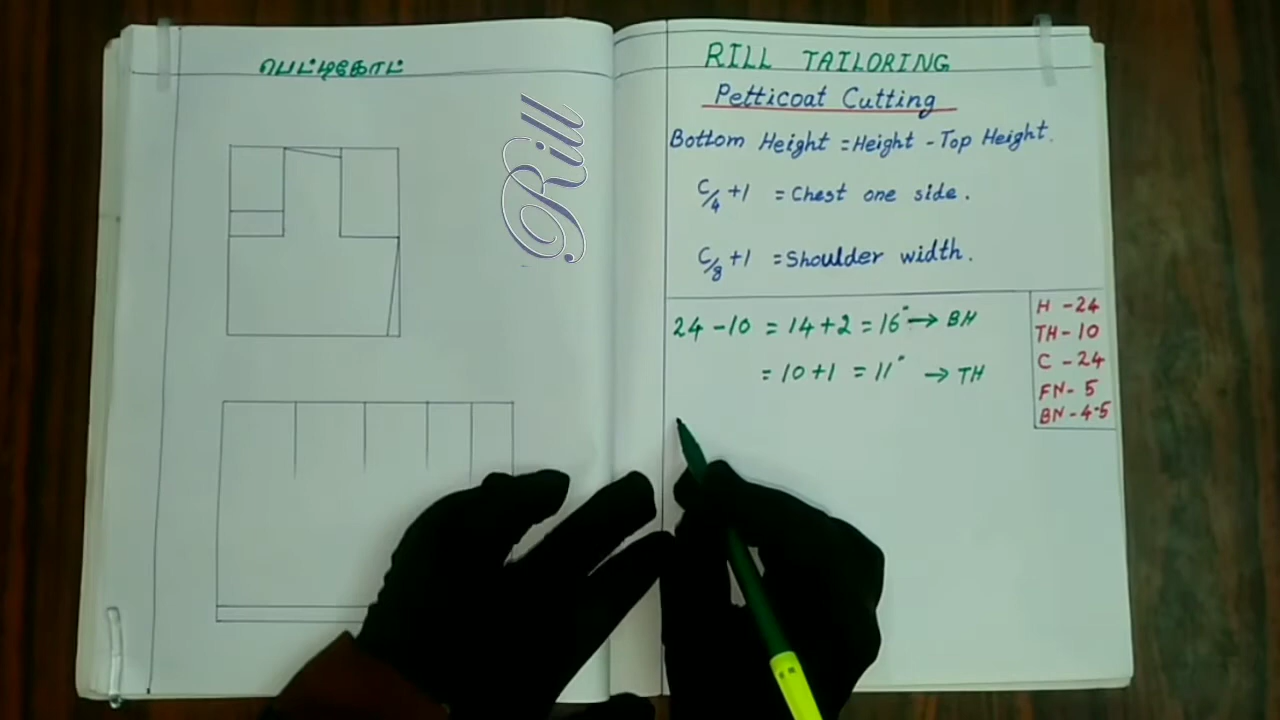 பெட்டிகோட்
Rill
RILL TAILORING
Petticoat Cutting
Bottom Height = Height - Top Height.
C/4 +1 = Chest one side.
C/8 +1 = Shoulder width.
24 - 10 = 14 + 2 = 16" → BH
= 10 + 1 = 11" → TH
H - 24
TH - 10
C - 24
FN - 5
BN - 4.5